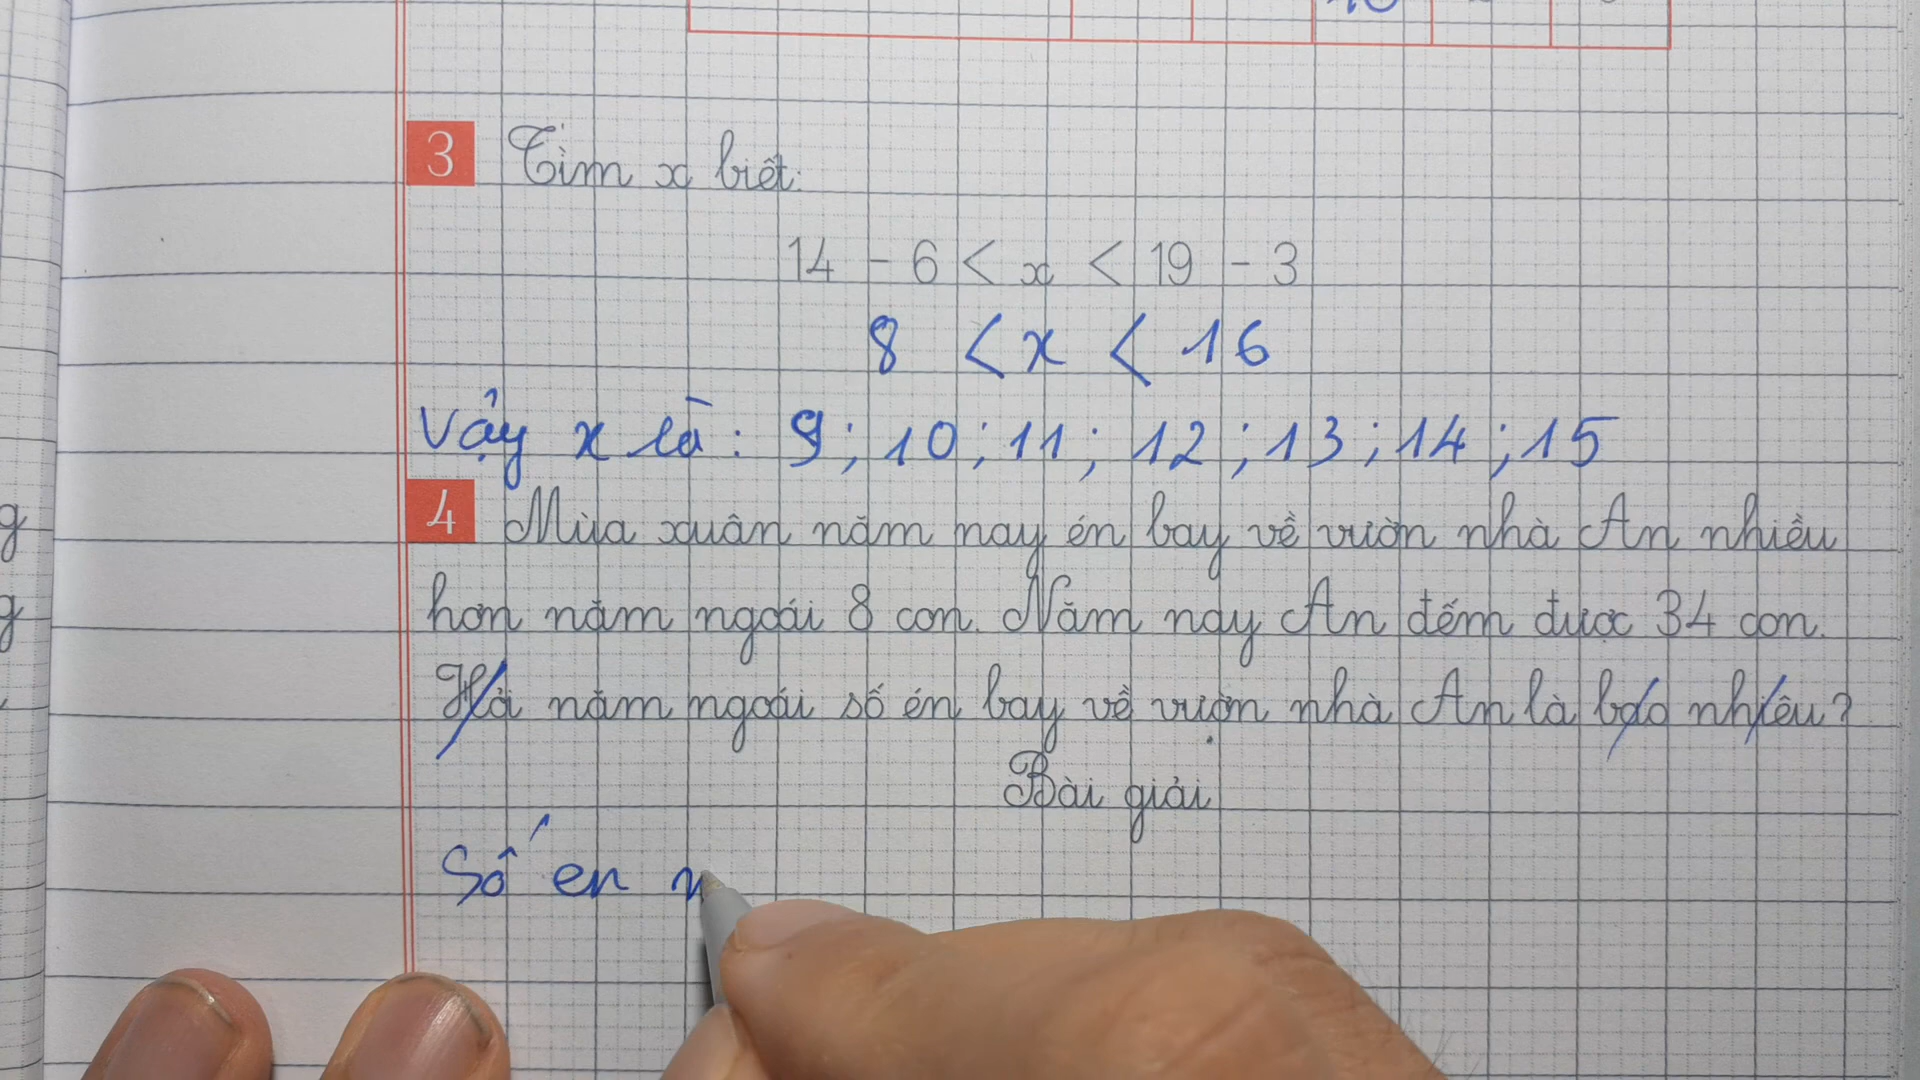 3 Tìm x biết:
14 - 6 < x < 19 - 3
8 < x < 16
Vậy x là: 9; 10; 11; 12; 13; 14; 15
4 Mùa xuân năm nay én bay về vườn nhà An nhiều
hơn năm ngoái 8 con. Năm nay An đếm được 34 con.
Hỏi năm ngoái số én bay về vườn nhà An là bao nhiêu?
Bài giải
Số én n